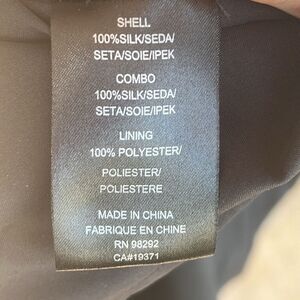 SHELL
100%SILK/SEDA/
SETA/SOIE/IPEK
COMBO
100%SILK/SEDA/
SETA/SOIE/IPEK
LINING
100% POLYESTER/
POLIESTER/
POLIESTERE
MADE IN CHINA
FABRIQUE EN CHINE
RN 98292
CA#19371